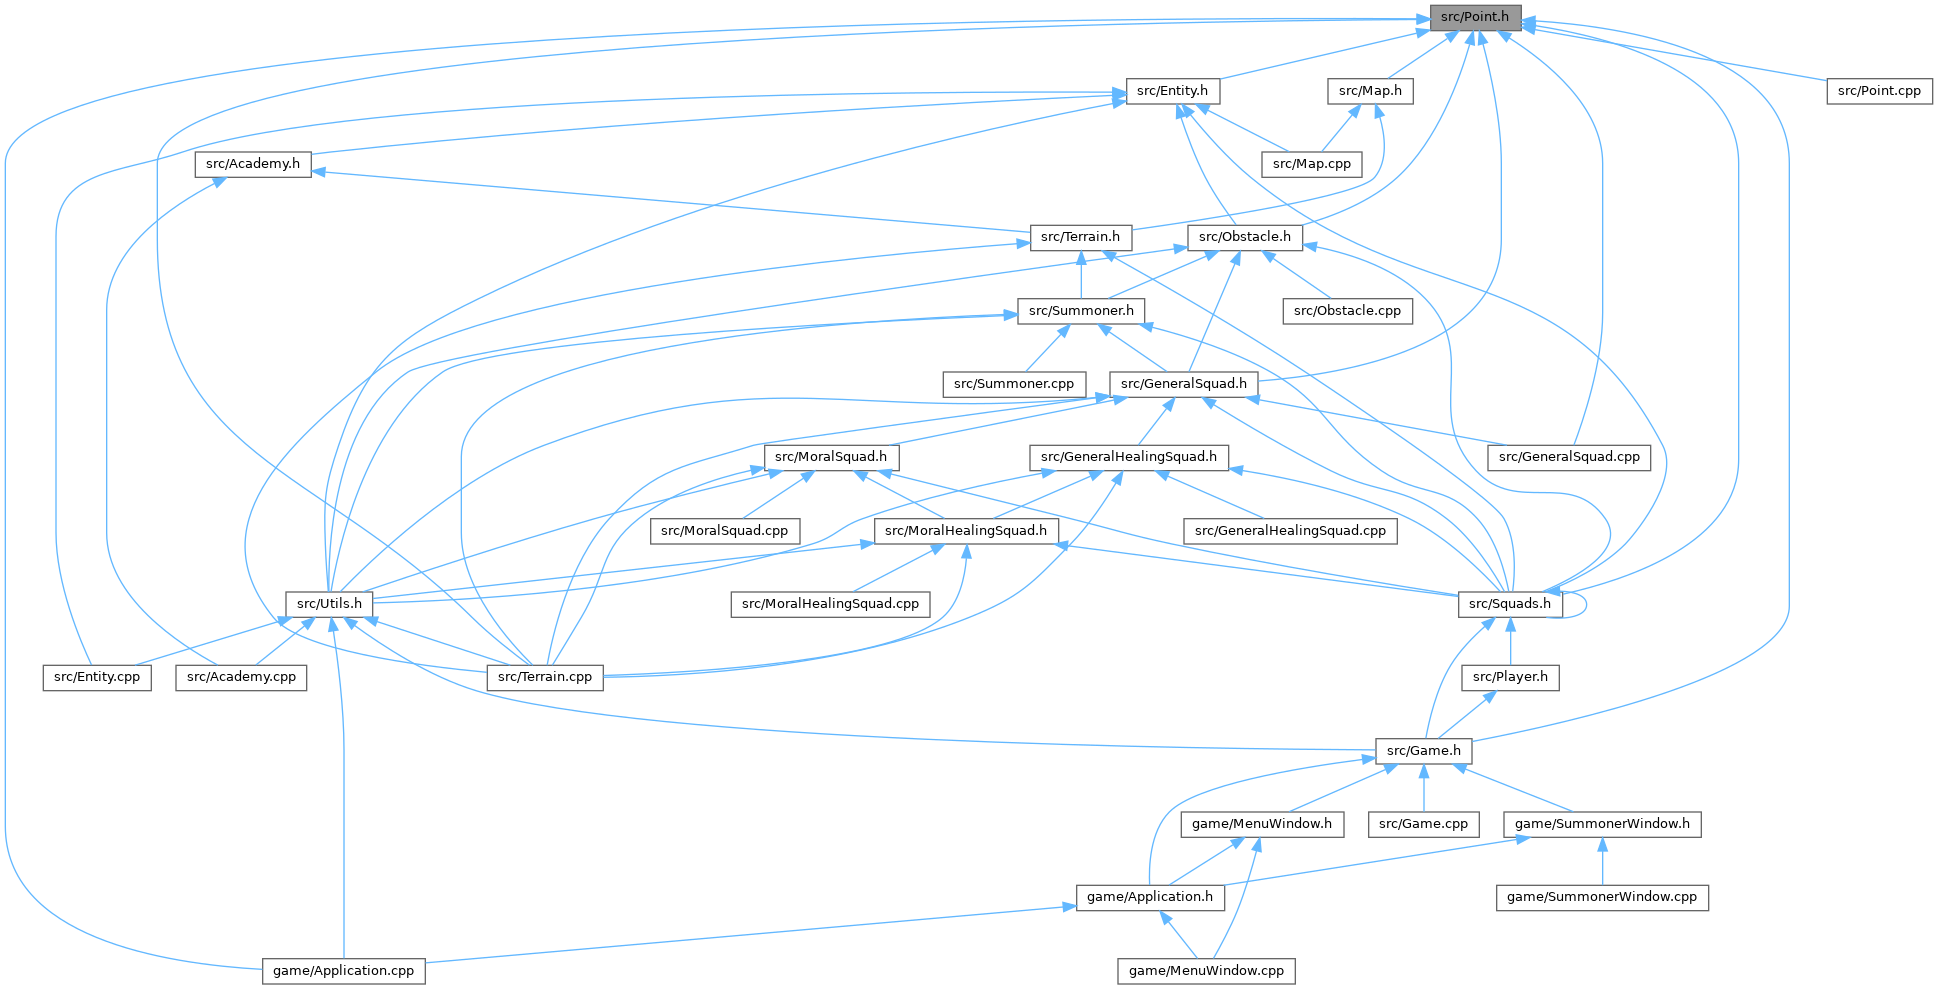 src/Point.h
src/Entity.h
src/Map.h
src/Point.cpp
src/Academy.h
src/Map.cpp
src/Terrain.h
src/Obstacle.h
src/Summoner.h
src/Obstacle.cpp
src/Summoner.cpp
src/GeneralSquad.h
src/MoralSquad.h
src/GeneralHealingSquad.h
src/GeneralSquad.cpp
src/MoralSquad.cpp
src/MoralHealingSquad.h
src/GeneralHealingSquad.cpp
src/Utils.h
src/MoralHealingSquad.cpp
src/Squads.h
src/Entity.cpp
src/Academy.cpp
src/Terrain.cpp
src/Player.h
src/Game.h
game/MenuWindow.h
src/Game.cpp
game/SummonerWindow.h
game/Application.h
game/SummonerWindow.cpp
game/Application.cpp
game/MenuWindow.cpp